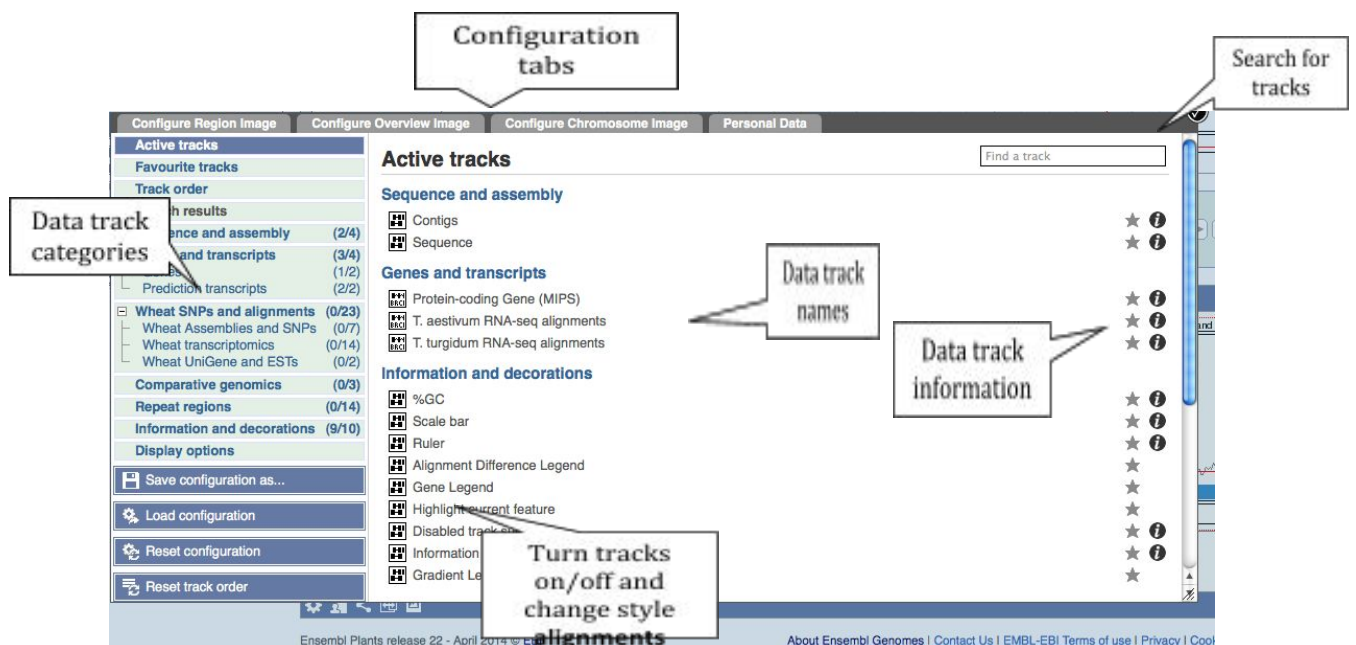 Configuration
tabs
Search for
tracks
Configure Region Image
Configure Overview Image
Configure Chromosome Image
Personal Data
Active tracks
Favourite tracks
Track order
results
Data track
categories
and assembly (2/4)
and transcripts (3/4)
(1/2)
Prediction transcripts (2/2)
Wheat SNPs and alignments (0/23)
Wheat Assemblies and SNPs (0/7)
Wheat transcriptomics (0/14)
Wheat UniGene and ESTs (0/2)
Comparative genomics (0/3)
Repeat regions (0/14)
Information and decorations (9/10)
Display options
Save configuration as...
Load configuration
Reset configuration
Reset track order
Active tracks
Find a track
Sequence and assembly
Contigs
Sequence
Genes and transcripts
Protein-coding Gene (MIPS)
T. aestivum RNA-seq alignments
T. turgidum RNA-seq alignments
Data track
names
Data track
information
Information and decorations
%GC
Scale bar
Ruler
Alignment Difference Legend
Gene Legend
Highlight current feature
Disabled track
Information
Gradient
Turn tracks
on/off and
change style
alignments
and
Ensembl Plants release 22 - April 2014 ©
About Ensembl Genomes | Contact Us | EMBL-EBI Terms of use | Privacy |